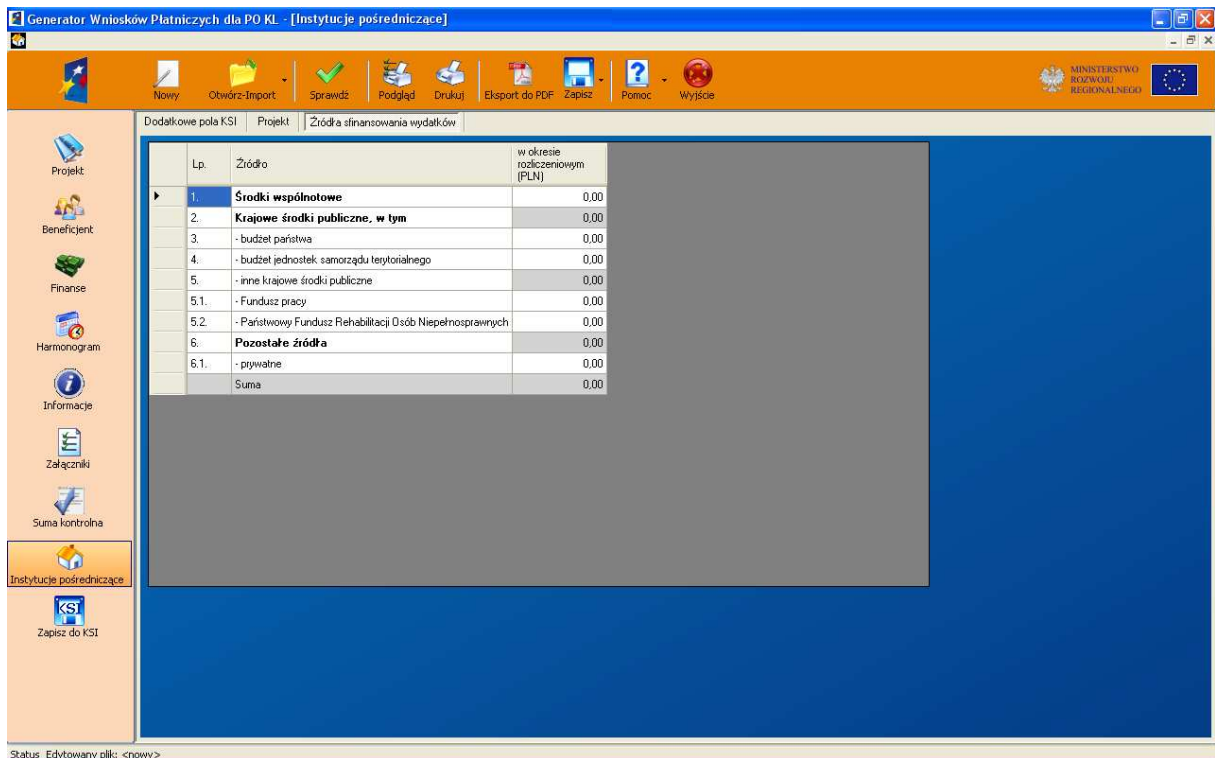 Generator Wniosków Płatniczych dla PO KL - [Instytucje pośredniczące]
Nowy
Otwórz-Import
Sprawdź
Podgląd
Drukuj
Eksport do PDF
Zapisz
Pomoc
Wyjście
MINISTERSTWO
ROZWOJU
REGIONALNEGO
Dodatkowe pola KSI
Projekt
Źródła sfinansowania wydatków
Projekt
Beneficjent
Finanse
Harmonogram
Informacje
Załączniki
Suma kontrolna
Instytucje pośredniczące
KSI
Zapisz do KSI
Lp. Źródło w okresie
rozliczeniowym
(PLN)
1. Środki wspólnotowe 0,00
2. Krajowe środki publiczne, w tym 0,00
3. - budżet państwa 0,00
4. - budżet jednostek samorządu terytorialnego 0,00
5. - inne krajowe środki publiczne 0,00
5.1. - Fundusz pracy 0,00
5.2. - Państwowy Fundusz Rehabilitacji Osób Niepełnosprawnych 0,00
6. Pozostałe źródła 0,00
6.1. - prywatne 0,00
Suma 0,00
Status Edytowany plik: <nowy>